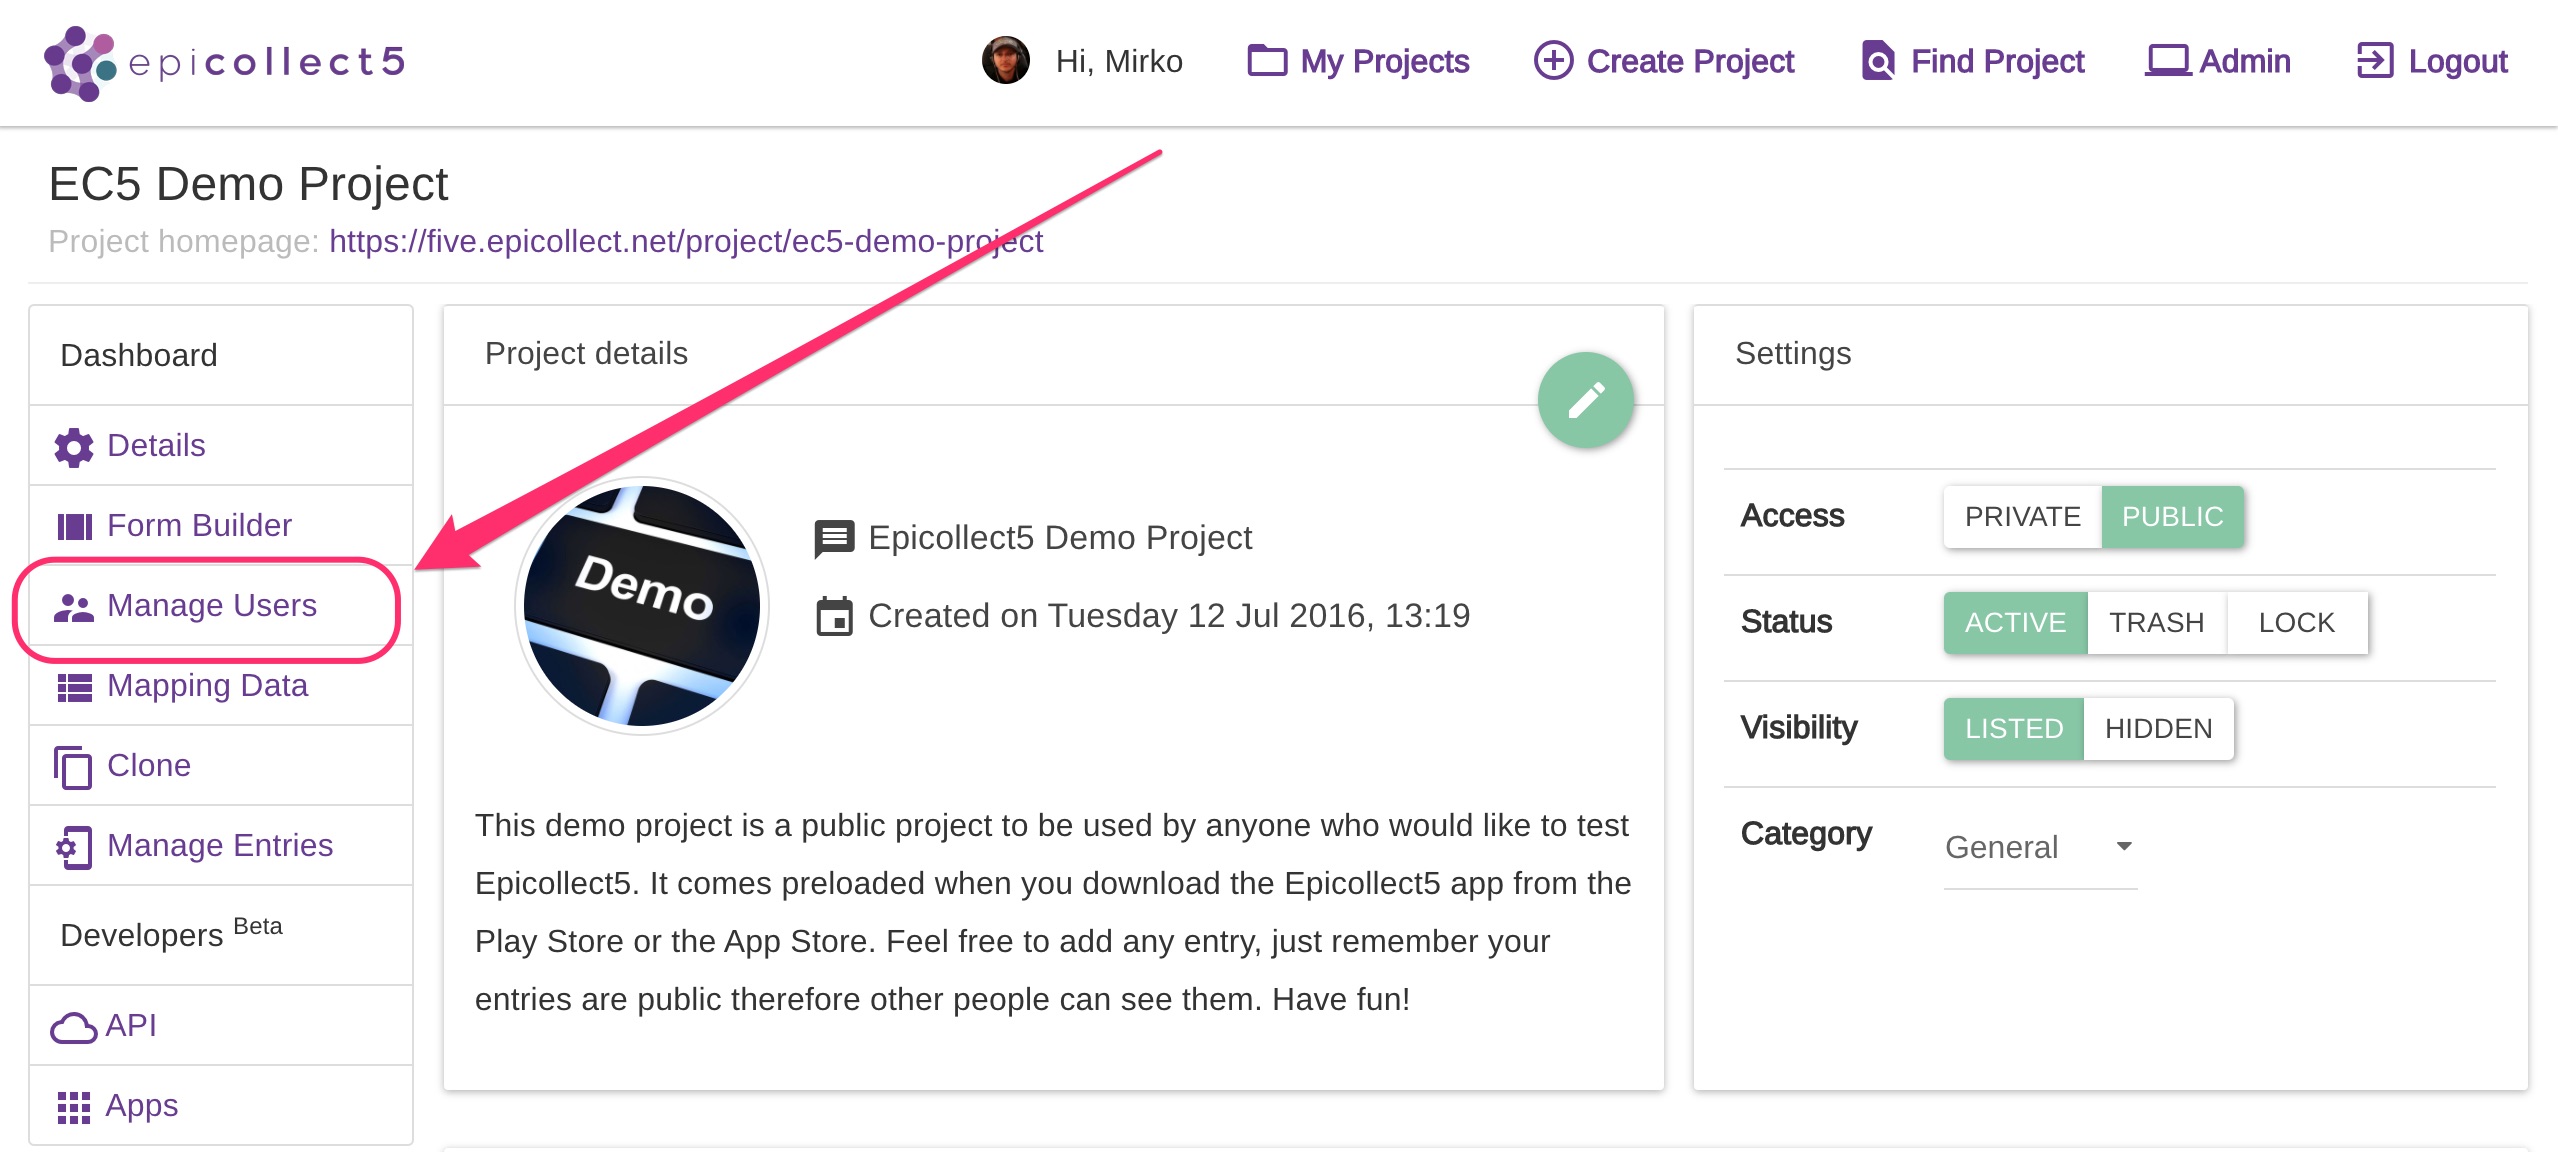 epicollect5
Hi, Mirko
My Projects
Create Project
Find Project
Admin
Logout
EC5 Demo Project
Project homepage: https://five.epicollect.net/project/ec5-demo-project
Dashboard
Details
Form Builder
Manage Users
Mapping Data
Clone
Manage Entries
Developers Beta
API
Apps
Project details
Demo
Epicollect5 Demo Project
Created on Tuesday 12 Jul 2016, 13:19
This demo project is a public project to be used by anyone who would like to test
Epicollect5. It comes preloaded when you download the Epicollect5 app from the
Play Store or the App Store. Feel free to add any entry, just remember your
entries are public therefore other people can see them. Have fun!
Settings
Access PRIVATE PUBLIC
Status ACTIVE TRASH LOCK
Visibility LISTED HIDDEN
Category General